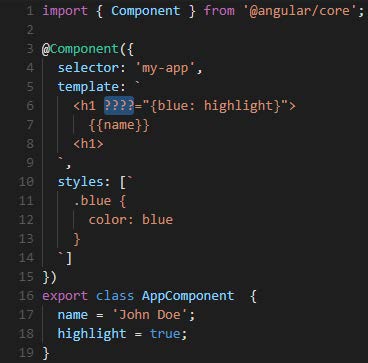 1 import { Component } from '@angular/core';
2
3 @Component({
4 selector: 'my-app',
5 template: `
6 <h1 ????="{blue: highlight}">
7 {{name}}
8 <h1>
9 `,
10 styles: [`
11 .blue {
12 color: blue
13 }
14 `]
15 })
16 export class AppComponent  {
17 name = 'John Doe';
18 highlight = true;
19 }